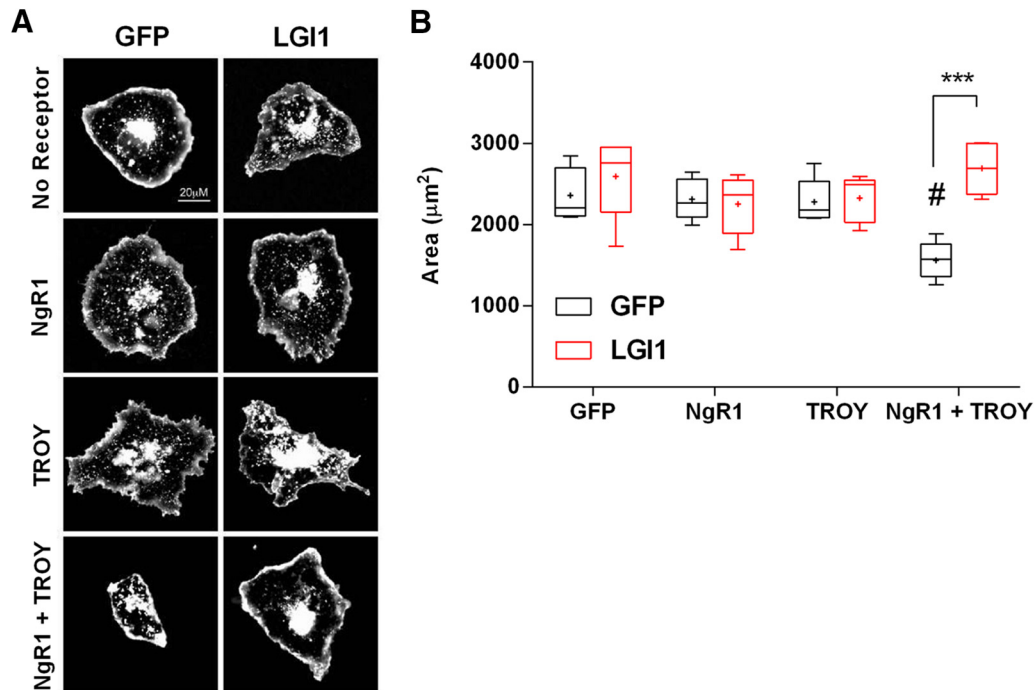 A
GFP
LGI1
No Receptor
20µM
NgR1
TROY
NgR1 + TROY
B
Area (µm²)
4000
3000
2000
1000
0
***
#
GFP
LGI1
GFP
NgR1
TROY
NgR1 + TROY